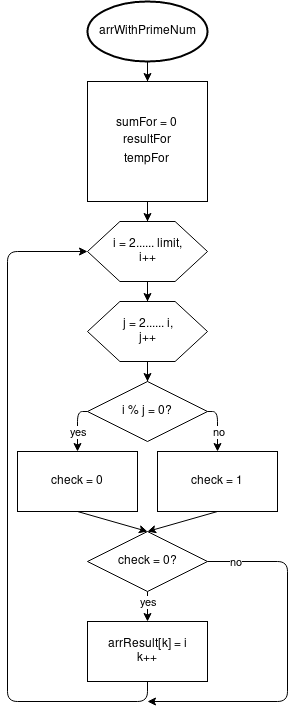 arrWithPrimeNum
sumFor = 0
resultFor
tempFor
i = 2...... limit,
i++
j = 2...... i,
j++
i % j = 0?
yes
no
check = 0
check = 1
check = 0?
no
yes
arrResult[k] = i
k++